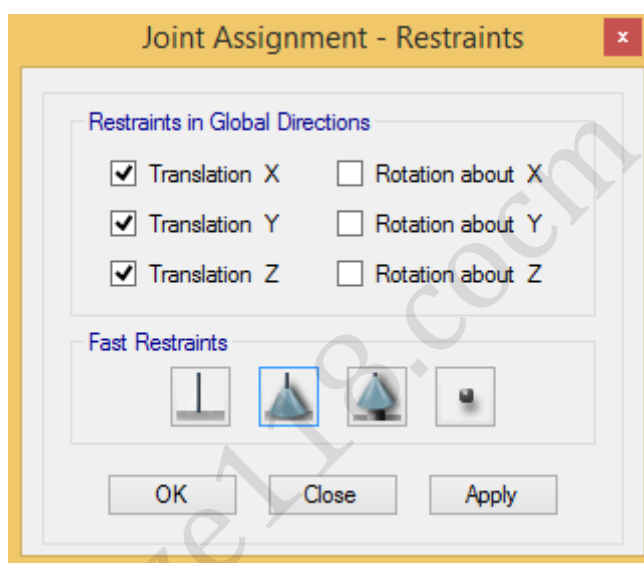 Joint Assignment - Restraints
x
Restraints in Global Directions
Translation X Rotation about X
Translation Y Rotation about Y
Translation Z Rotation about Z
Fast Restraints
OK Close Apply